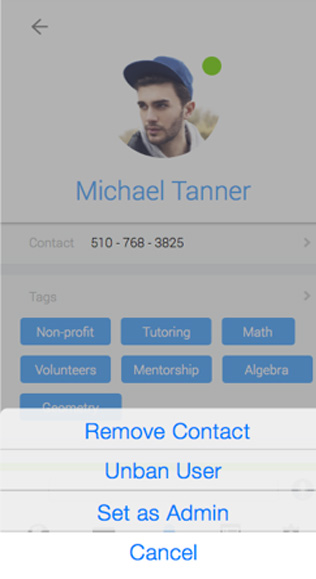 Michael Tanner
Contact 510 - 768 - 3825
Tags
Non-profit Tutoring Math
Volunteers Mentorship Algebra
Geometry
Remove Contact
Unban User
Set as Admin
Cancel